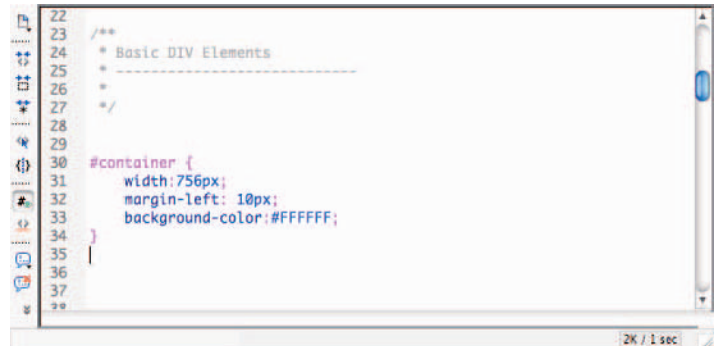 22
23 /**
24 * Basic DIV Elements
25 * ----------------------------
26 *
27 */
28
29
30 #container {
31 width:756px;
32 margin-left: 10px;
33 background-color:#FFFFFF;
34 }
35
36
37
38
2K / 1 sec